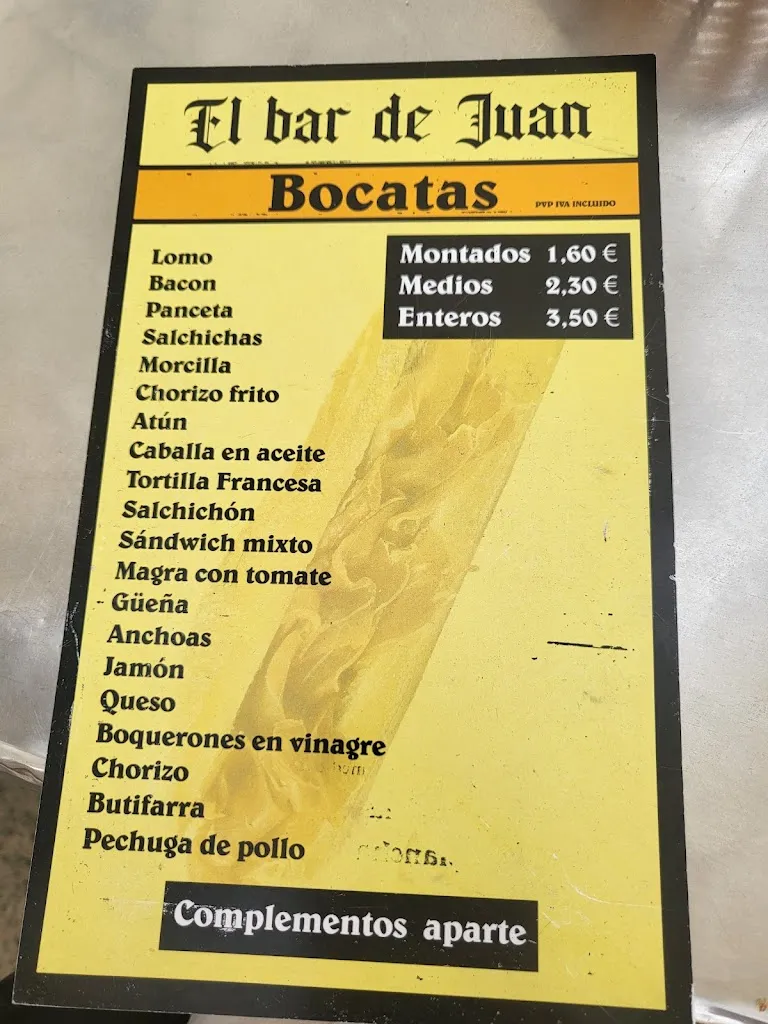 El bar de Juan
Bocatas PVP IVA INCLUIDO
Montados 1,60 €
Medios 2,30 €
Enteros 3,50 €
Lomo
Bacon
Panceta
Salchichas
Morcilla
Chorizo frito
Atún
Caballa en aceite
Tortilla Francesa
Salchichón
Sándwich mixto
Magra con tomate
Güeña
Anchoas
Jamón
Queso
Boquerones en vinagre
Chorizo
Butifarra
Pechuga de pollo
Complementos aparte